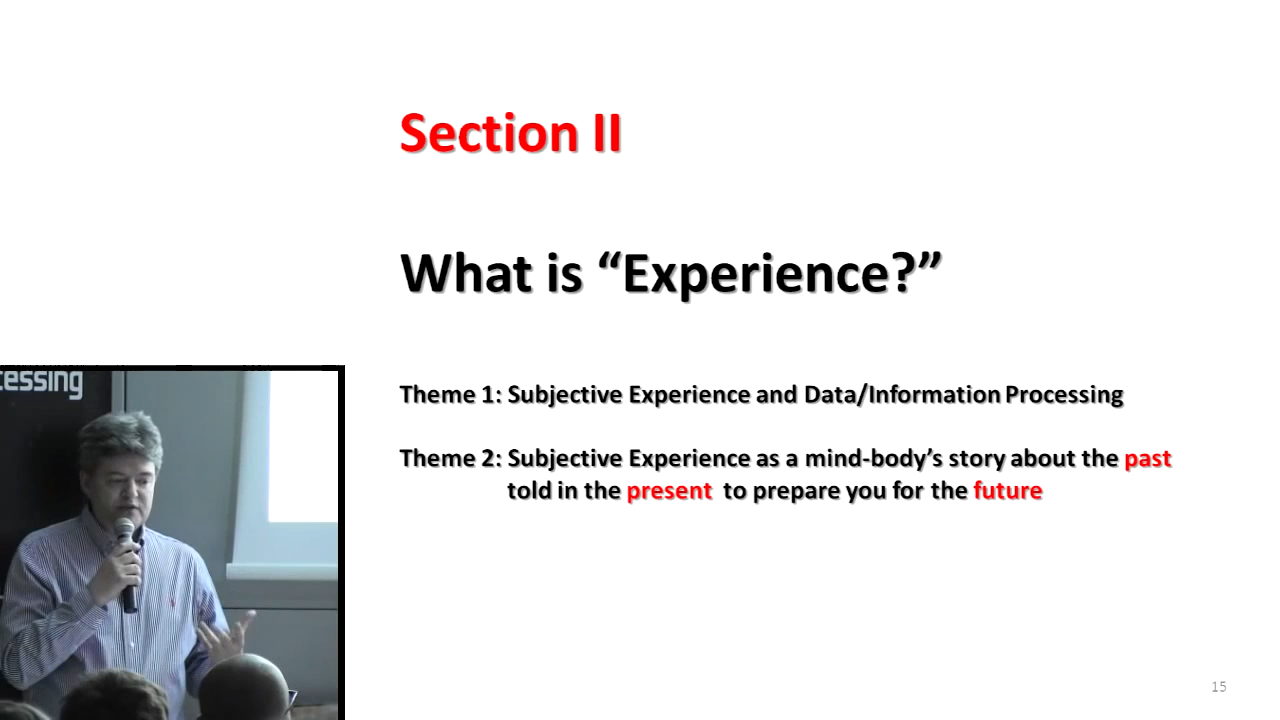 Section II
What is “Experience?”
Theme 1: Subjective Experience and Data/Information Processing
Theme 2: Subjective Experience as a mind-body’s story about the past
told in the present to prepare you for the future
cessing
15